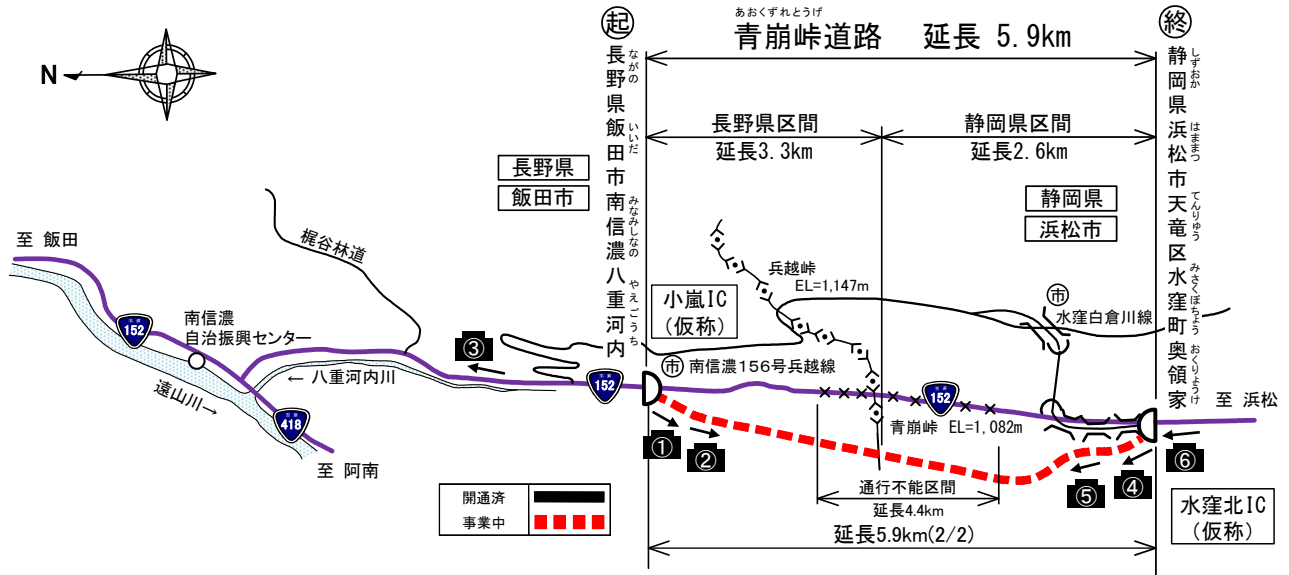 N
起
終
あおくずれとうげ
青崩峠道路 延長 5.9km
長野県飯田市南信濃八重河内
ながの
いいだ
みなみしなの
やえごうち
静岡県浜松市天竜区水窪町奥領家
しずおか
はままつ
てんりゅう
みさくぼちょう
おくりょうけ
長野県区間
延長3.3km
静岡県区間
延長2.6km
長野県
飯田市
静岡県
浜松市
至 飯田
梶谷林道
兵越峠
EL=1,147m
小嵐IC
(仮称)
市
水窪白倉川線
152
南信濃
自治振興センター
③
市 南信濃156号兵越線
← 八重河内川
遠山川→
152
152
至 浜松
418
青崩峠 EL=1,082m
至 阿南
①
②
⑥
④
⑤
通行不能区間
延長4.4km
開通済
事業中
水窪北IC
(仮称)
延長5.9km(2/2)